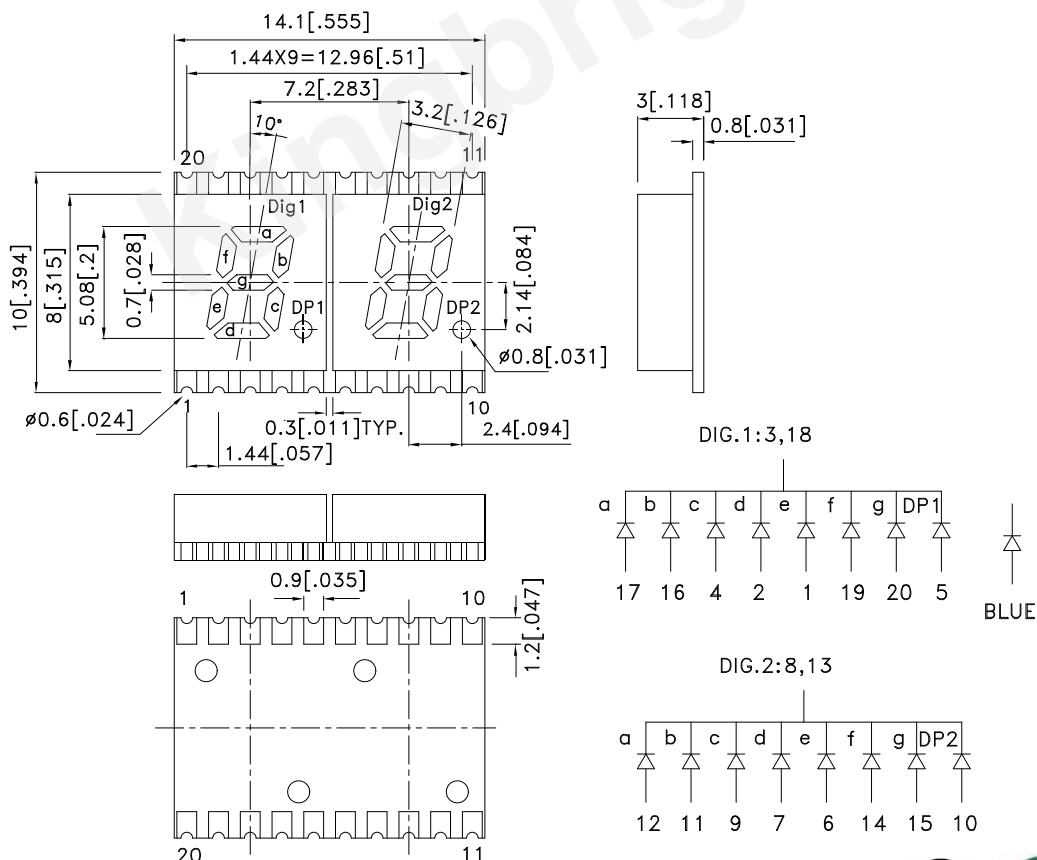 14.1[.555]
1.44X9=12.96[.51]
7.2[.283]
3.2[.126]
10°
20
11
Dig1
Dig2
a
f
b
g
e
c
d
DP1
DP2
10[.394]
8[.315]
5.08[.2]
0.7[.028]
2.14[.084]
ø0.8[.031]
ø0.6[.024]
1
10
0.3[.011]TYP.
2.4[.094]
1.44[.057]
3[.118]
0.8[.031]
Kingbrig
DIG.1:3,18
a b c d e f g DP1
17 16 4 2 1 19 20 5
BLUE
0.9[.035]
1
10
1.2[.047]
20
11
DIG.2:8,13
a b c d e f g DP2
12 11 9 7 6 14 15 10